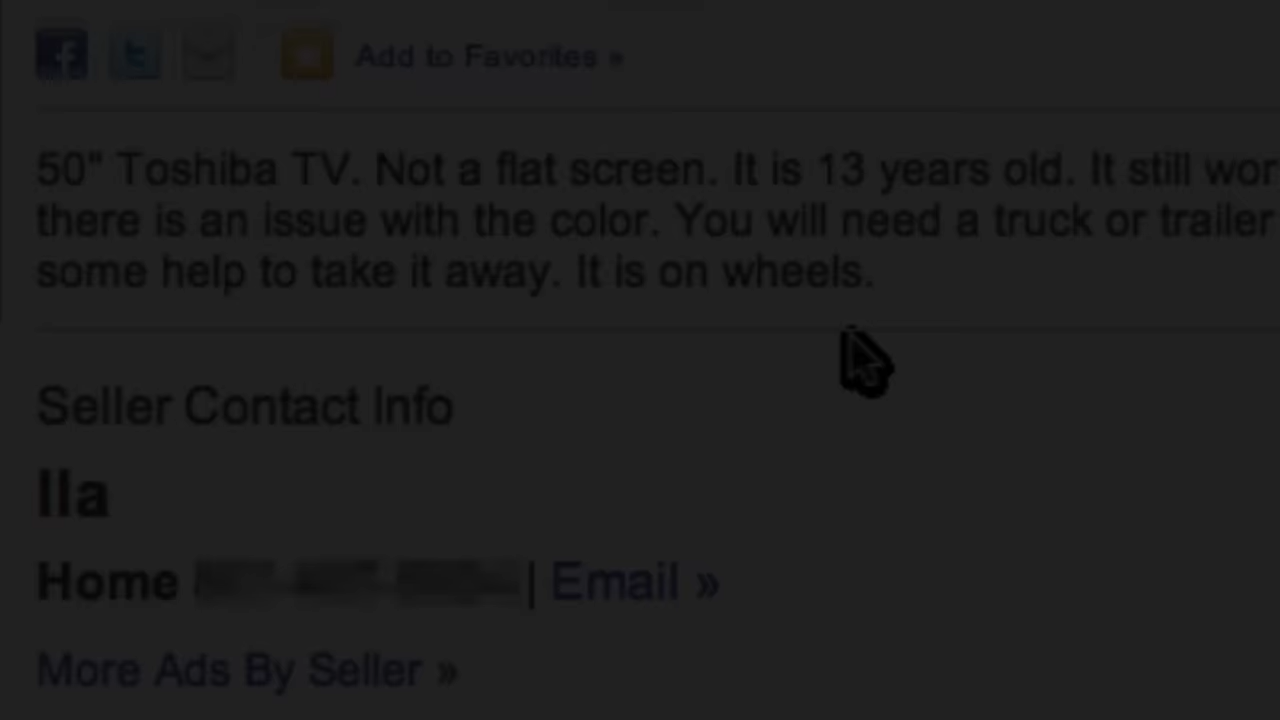 Add to Favorites »
50" Toshiba TV. Not a flat screen. It is 13 years old. It still
there is an issue with the color. You will need a truck or trailer
some help to take it away. It is on wheels.
Seller Contact Info
Ila
Home | Email »
More Ads By Seller »